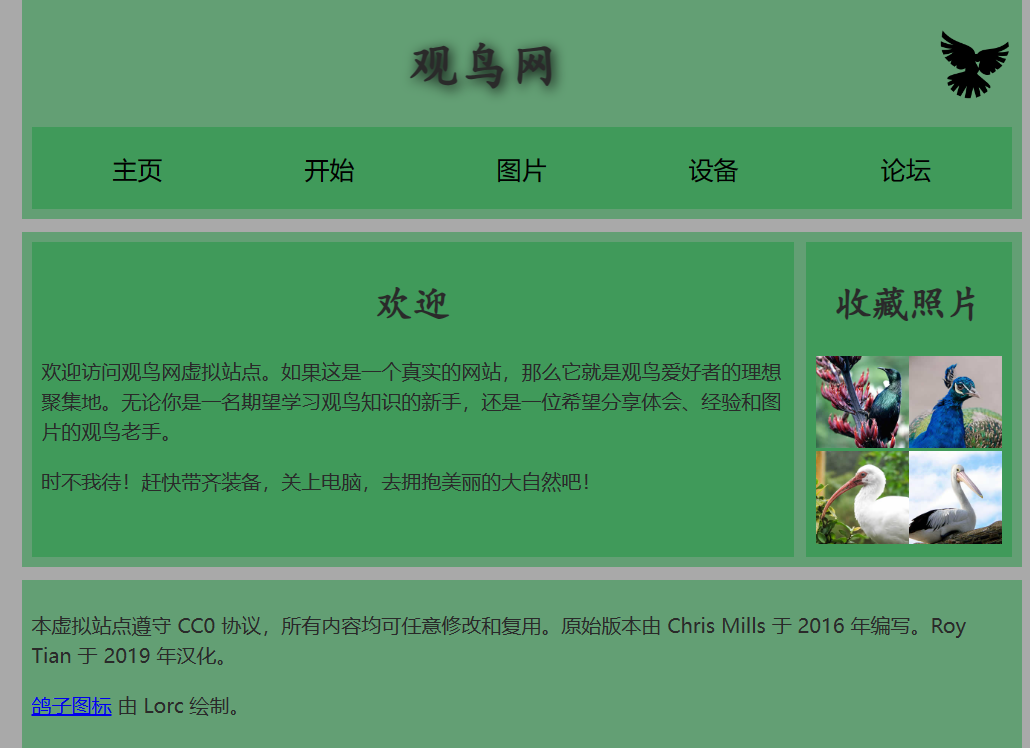 观鸟网
主页 开始 图片 设备 论坛
欢迎
欢迎访问观鸟网虚拟站点。如果这是一个真实的网站，那么它就是观鸟爱好者的理想
聚集地。无论你是一名期望学习观鸟知识的新手，还是一位希望分享体会、经验和图
片的观鸟老手。
时不我待！赶快带齐装备，关上电脑，去拥抱美丽的大自然吧！
收藏照片
本虚拟站点遵守 CC0 协议，所有内容均可任意修改和复用。原始版本由 Chris Mills 于 2016 年编写。Roy
Tian 于 2019 年汉化。
鸽子图标 由 Lorc 绘制。